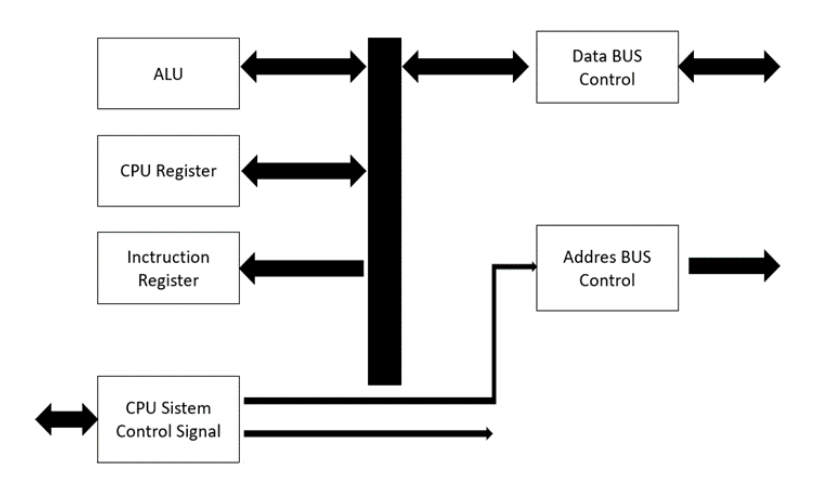 ALU
Data BUS
Control
CPU Register
Inctruction
Register
Addres BUS
Control
CPU Sistem
Control Signal